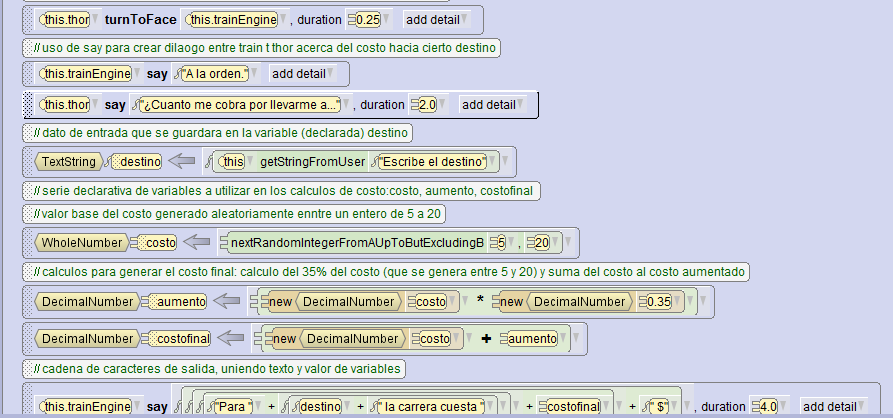 this.thor turnToFace this.trainEngine , duration 0.25 add detail
// uso de say para crear dilaogo entre train t thor acerca del costo hacia cierto destino
this.trainEngine say "A la orden." add detail
this.thor say "¿Cuanto me cobra por llevarme a..." , duration 2.0 add detail
// dato de entrada que se guardara en la variable (declarada) destino
TextString destino this getStringFromUser "Escribe el destino"
// serie declarativa de variables a utilizar en los calculos de costo:costo, aumento, costofinal
//valor base del costo generado aleatoriamente enntre un entero de 5 a 20
WholeNumber costo nextRandomIntegerFromAUpToButExcludingB 5 , 20
// calculos para generar el costo final: calculo del 35% del costo (que se genera entre 5 y 20) y suma del costo al costo aumentado
DecimalNumber aumento new DecimalNumber costo * new DecimalNumber 0.35
DecimalNumber costofinal new DecimalNumber costo + aumento
// cadena de caracteres de salida, uniendo texto y valor de variables
this.trainEngine say "Para " + destino + " la carrera cuesta " + costofinal + " $" , duration 4.0 add detail